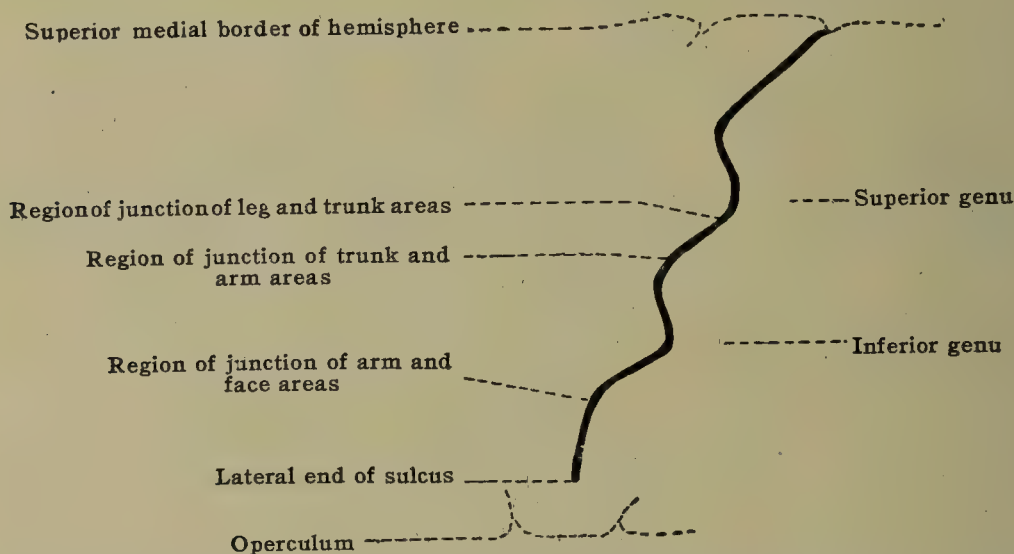 Superior medial border of hemisphere
Region of junction of leg and trunk areas
Superior genu
Region of junction of trunk and
arm areas
Region of junction of arm and
face areas
Inferior genu
Lateral end of sulcus
Operculum